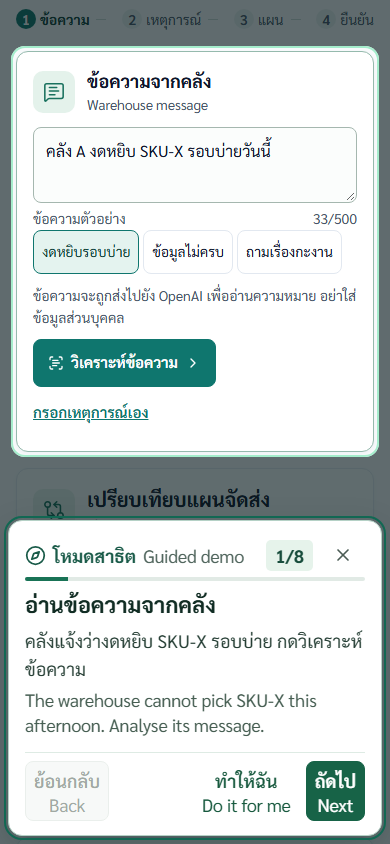 1 ข้อความ 2 เหตุการณ์ 3 แผน 4 ยืนยัน
ข้อความจากคลัง
Warehouse message
คลัง A งดหยิบ SKU-X รอบบ่ายวันนี้
ข้อความตัวอย่าง 33/500
งดหยิบรอบบ่าย ข้อมูลไม่ครบ ถามเรื่องกะงาน
ข้อความจะถูกส่งไปยัง OpenAI เพื่ออ่านความหมาย อย่าใส่
ข้อมูลส่วนบุคคล
วิเคราะห์ข้อความ
กรอกเหตุการณ์เอง
เปรียบเทียบแผนจัดส่ง
โหมดสาธิต Guided demo 1/8
อ่านข้อความจากคลัง
คลังแจ้งว่างดหยิบ SKU-X รอบบ่าย กดวิเคราะห์
ข้อความ
The warehouse cannot pick SKU-X this
afternoon. Analyse its message.
ย้อนกลับ ทำให้ฉัน ถัดไป
Back Do it for me Next